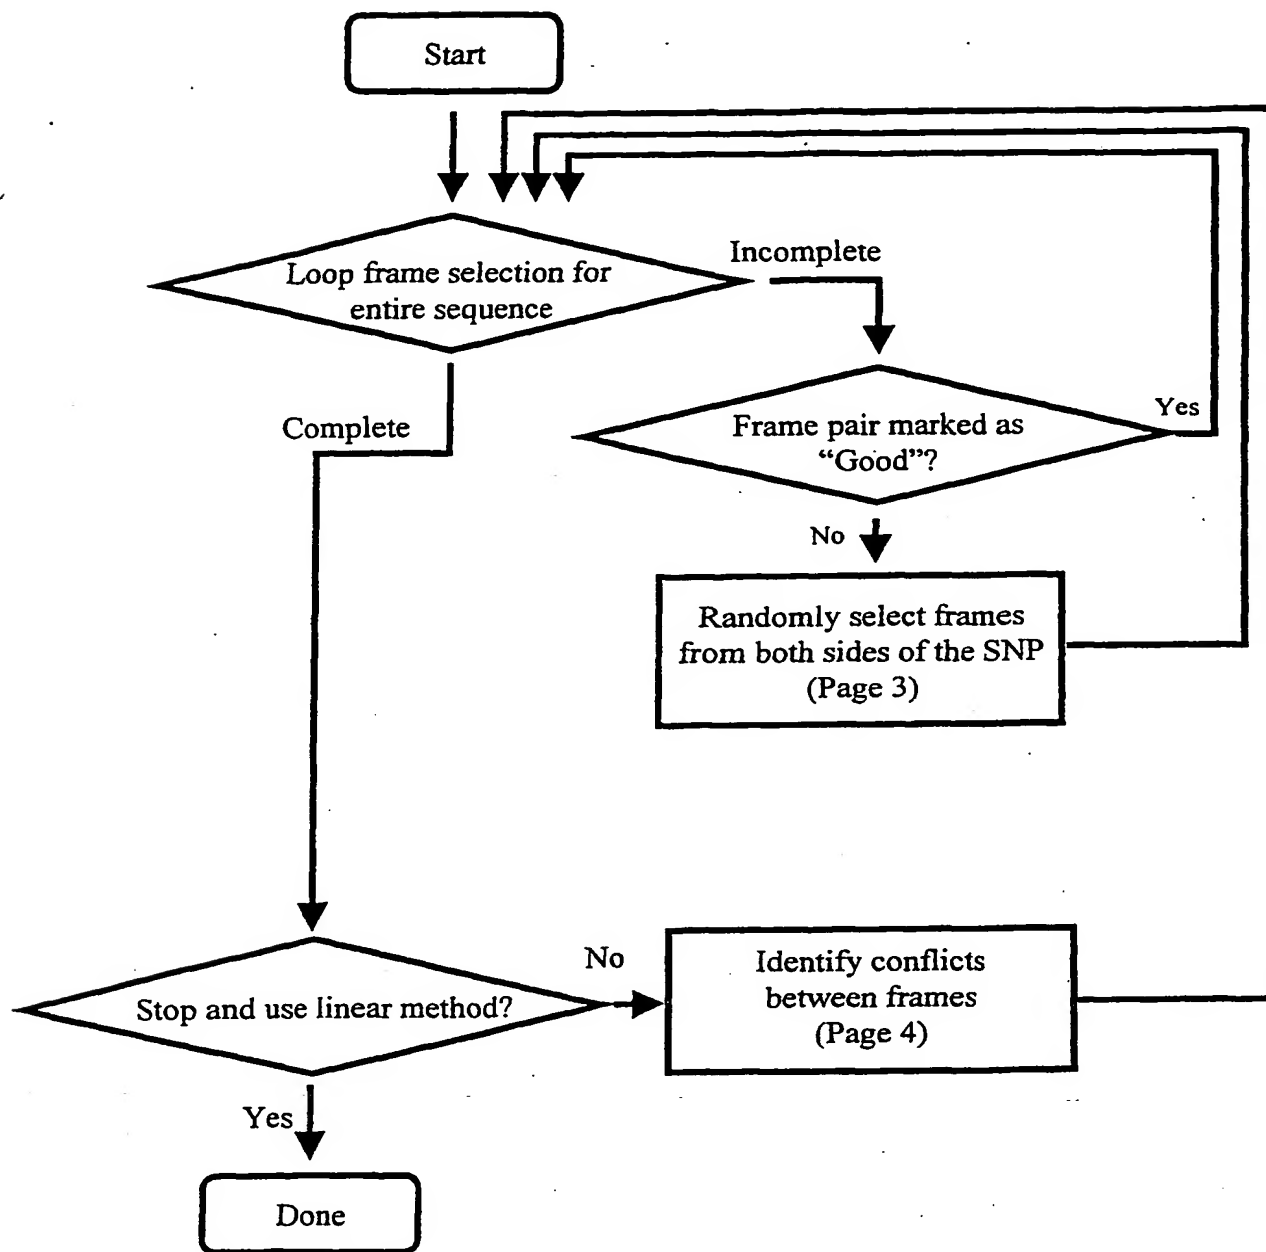 Start
Loop frame selection for
entire sequence
Incomplete
Complete
Frame pair marked as
“Good”?
Yes
No
Randomly select frames
from both sides of the SNP
(Page 3)
Stop and use linear method?
No
Identify conflicts
between frames
(Page 4)
Yes
Done